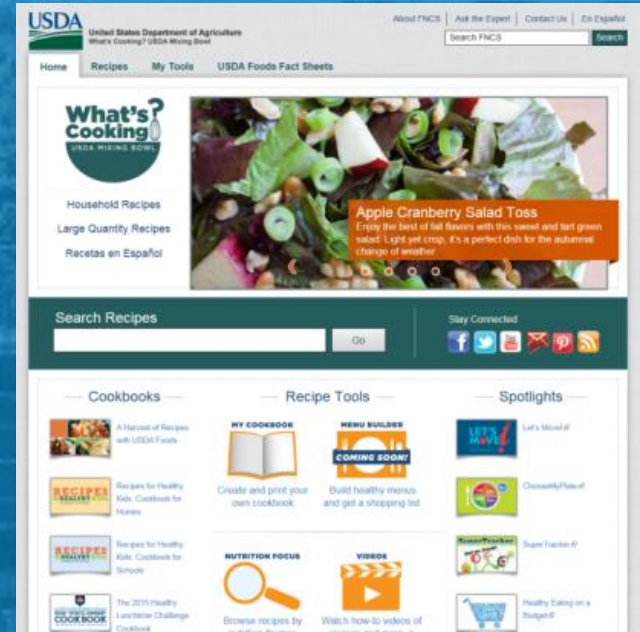 USDA
United States Department of Agriculture
What's Cooking? USDA Mixing Bowl
About FNCS | Ask the Expert | Contact Us | En Español
Search FNCS
Search
Home
Recipes
My Tools
USDA Foods Fact Sheets
What's?
Cooking
USDA MIXING BOWL
Household Recipes
Large Quantity Recipes
Recetas en Español
Apple Cranberry Salad Toss
Enjoy the best of fall flavors with this sweet and tart green
salad. Light yet crisp, it's a perfect dish for the autumnal
change of weather.
Search Recipes
Go
Stay Connected
Cookbooks
A Harvest of Recipes
with USDA Foods
RECIPES
Recipes for Healthy
Kids: Cookbook for
Homes
RECIPES
Recipes for Healthy
Kids: Cookbook for
Schools
COOKBOOK
The 2015 Healthy
Lunchtime Challenge
Cookbook
Recipe Tools
MY COOKBOOK
Create and print your
own cookbook
MENU BUILDER
COMING SOON!
Build healthy menus
and get a shopping list
NUTRITION FOCUS
Browse recipes by
VIDEOS
Watch how-to videos of
Spotlights
LET'S
MOVE!
Let's Move!
ChooseMyPlate
SuperTracker
SuperTracker
Healthy Eating on a
Budget